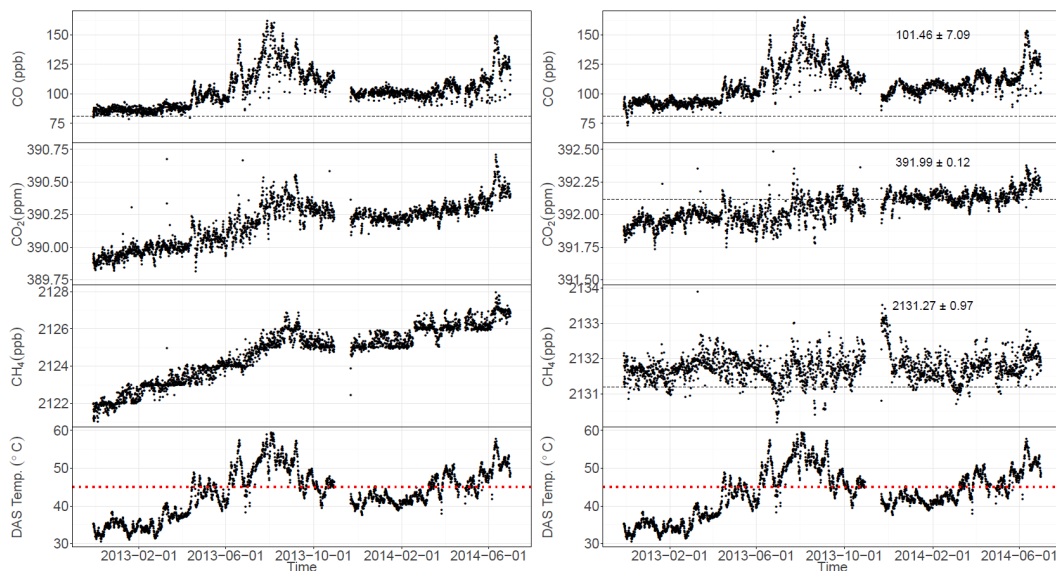 150
125
100
75
CO (ppb)
390.75
390.50
390.25
390.00
389.75
CO₂(ppm)
2128
2126
2124
2122
CH₄(ppb)
60
50
40
30
DAS Temp. (°C)
2013-02-01 2013-06-01 2013-10-01 2014-02-01 2014-06-01
Time
150
125
100
75
CO (ppb)
101.46 ± 7.09
392.50
392.25
392.00
391.75
391.50
CO₂(ppm)
391.99 ± 0.12
2134
2133
2132
2131
CH₄(ppb)
2131.27 ± 0.97
60
50
40
30
DAS Temp. (°C)
2013-02-01 2013-06-01 2013-10-01 2014-02-01 2014-06-01
Time